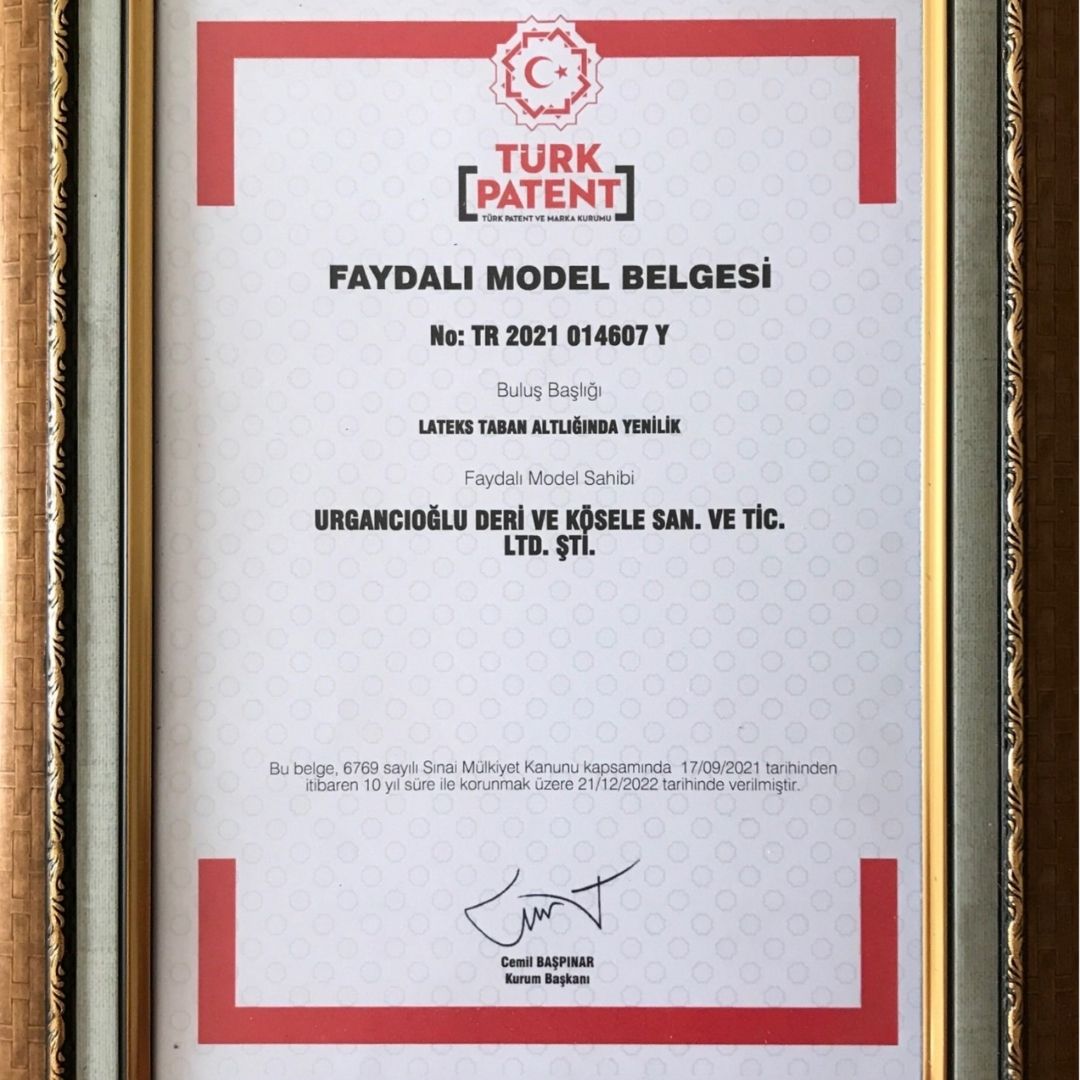 TÜRK
PATENT
TÜRK PATENT VE MARKA KURUMU
FAYDALI MODEL BELGESİ
No: TR 2021 014607 Y
Buluş Başlığı
LATEKS TABAN ALTLIĞINDA YENİLİK
Faydalı Model Sahibi
URGANCIOĞLU DERİ VE KÖSELE SAN. VE TİC.
LTD. ŞTİ.
Bu belge, 6769 sayılı Sınai Mülkiyet Kanunu kapsamında 17/09/2021 tarihinden
itibaren 10 yıl süre ile korunmak üzere 21/12/2022 tarihinde verilmiştir.
Cemil BAŞPINAR
Kurum Başkanı